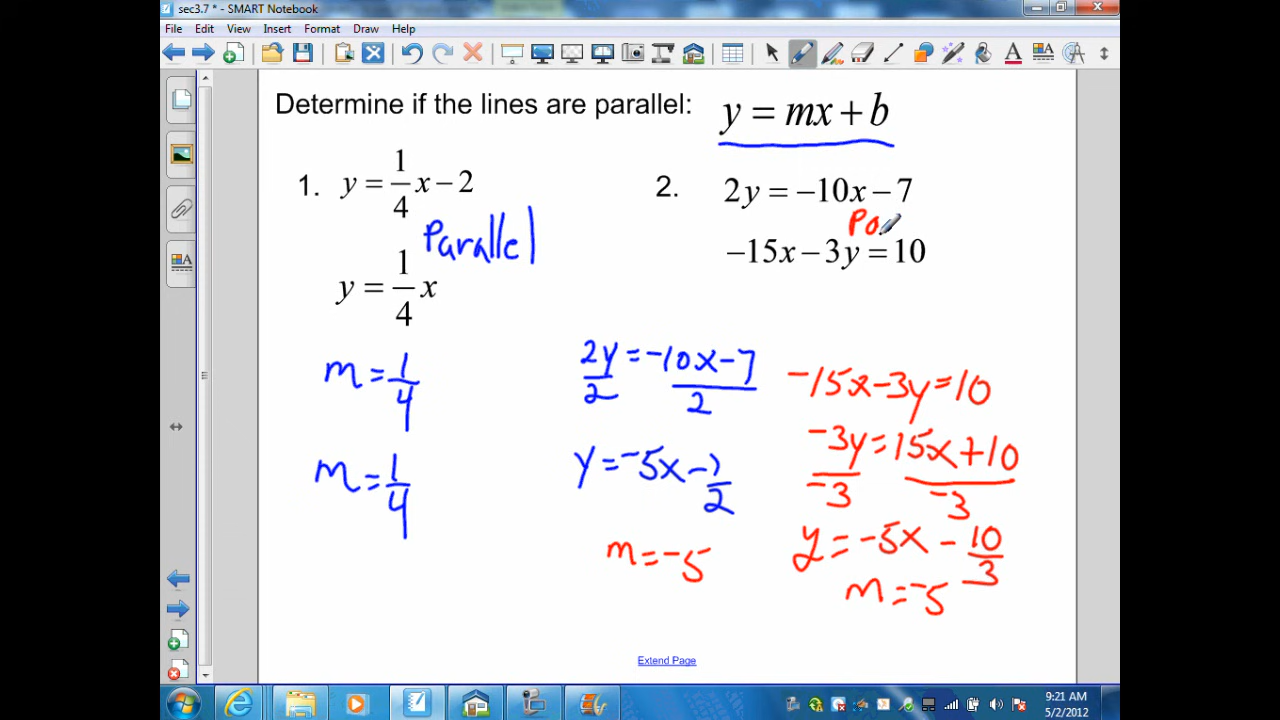 sec3.7 * - SMART Notebook
File Edit View Insert Format Draw Help
Determine if the lines are parallel: y = mx + b
1. y = 1/4 x − 2
Parallel
y = 1/4 x
m = 1/4
m = 1/4
2. 2y = −10x − 7
Pa
−15x − 3y = 10
2y/2 = -10x - 7/2
y = -5x - 7/2
m = -5
-15x - 3y = 10
-3y/-3 = 15x + 10/-3
y = -5x - 10/3
m = -5
Extend Page
9:21 AM
5/2/2012